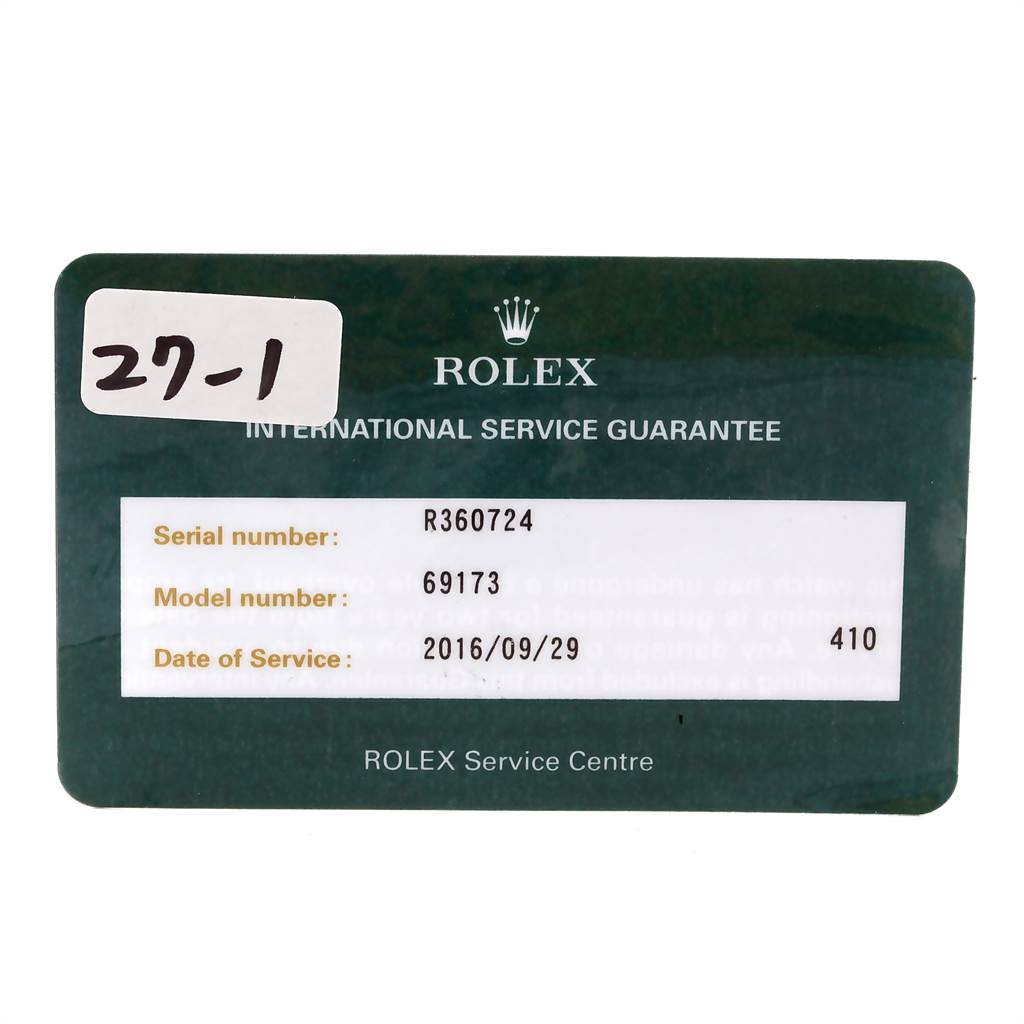 27-1
ROLEX
INTERNATIONAL SERVICE GUARANTEE
Serial number: R360724
Model number: 69173
Date of Service: 2016/09/29 410
ROLEX Service Centre